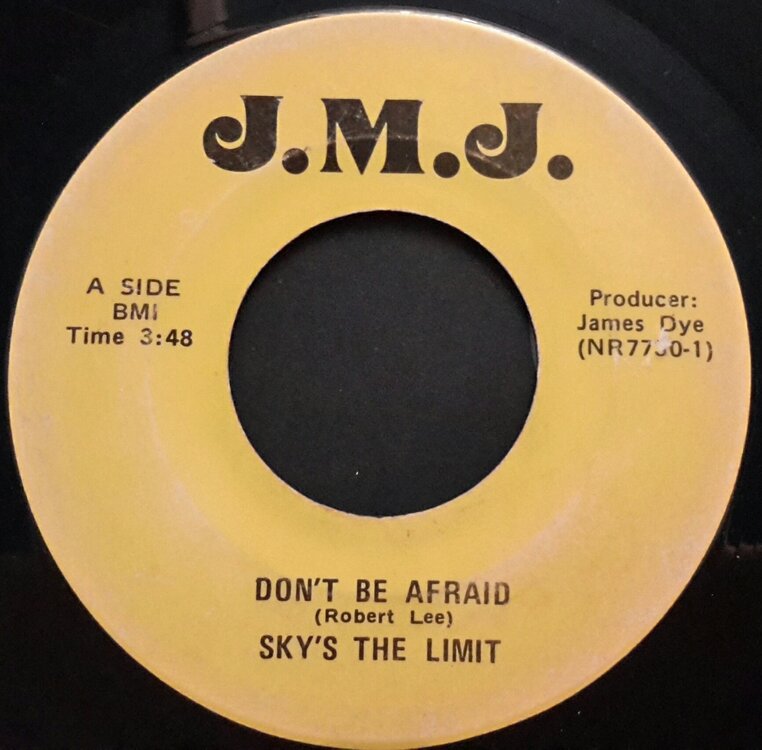 J.M.J.
A SIDE
BMI
Time 3:48
Producer:
James Dye
DON'T BE AFRAID
(Robert Lee)
SKY'S THE LIMIT